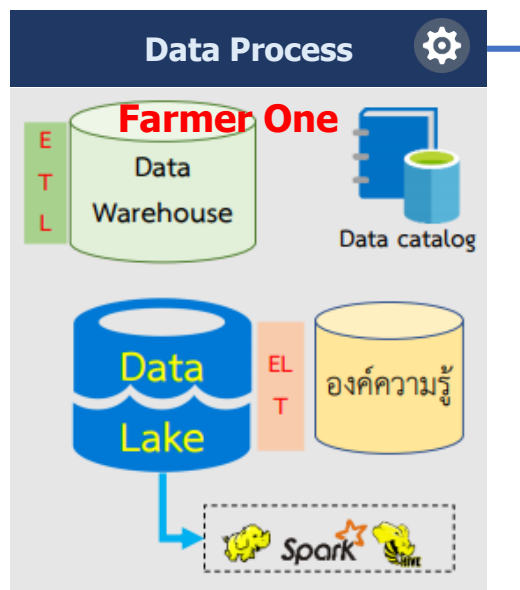 Data Process
Farmer One
E
T
L
Data
Warehouse
Data catalog
Data
Lake
EL
T
องค์ความรู้
Spark
HIVE